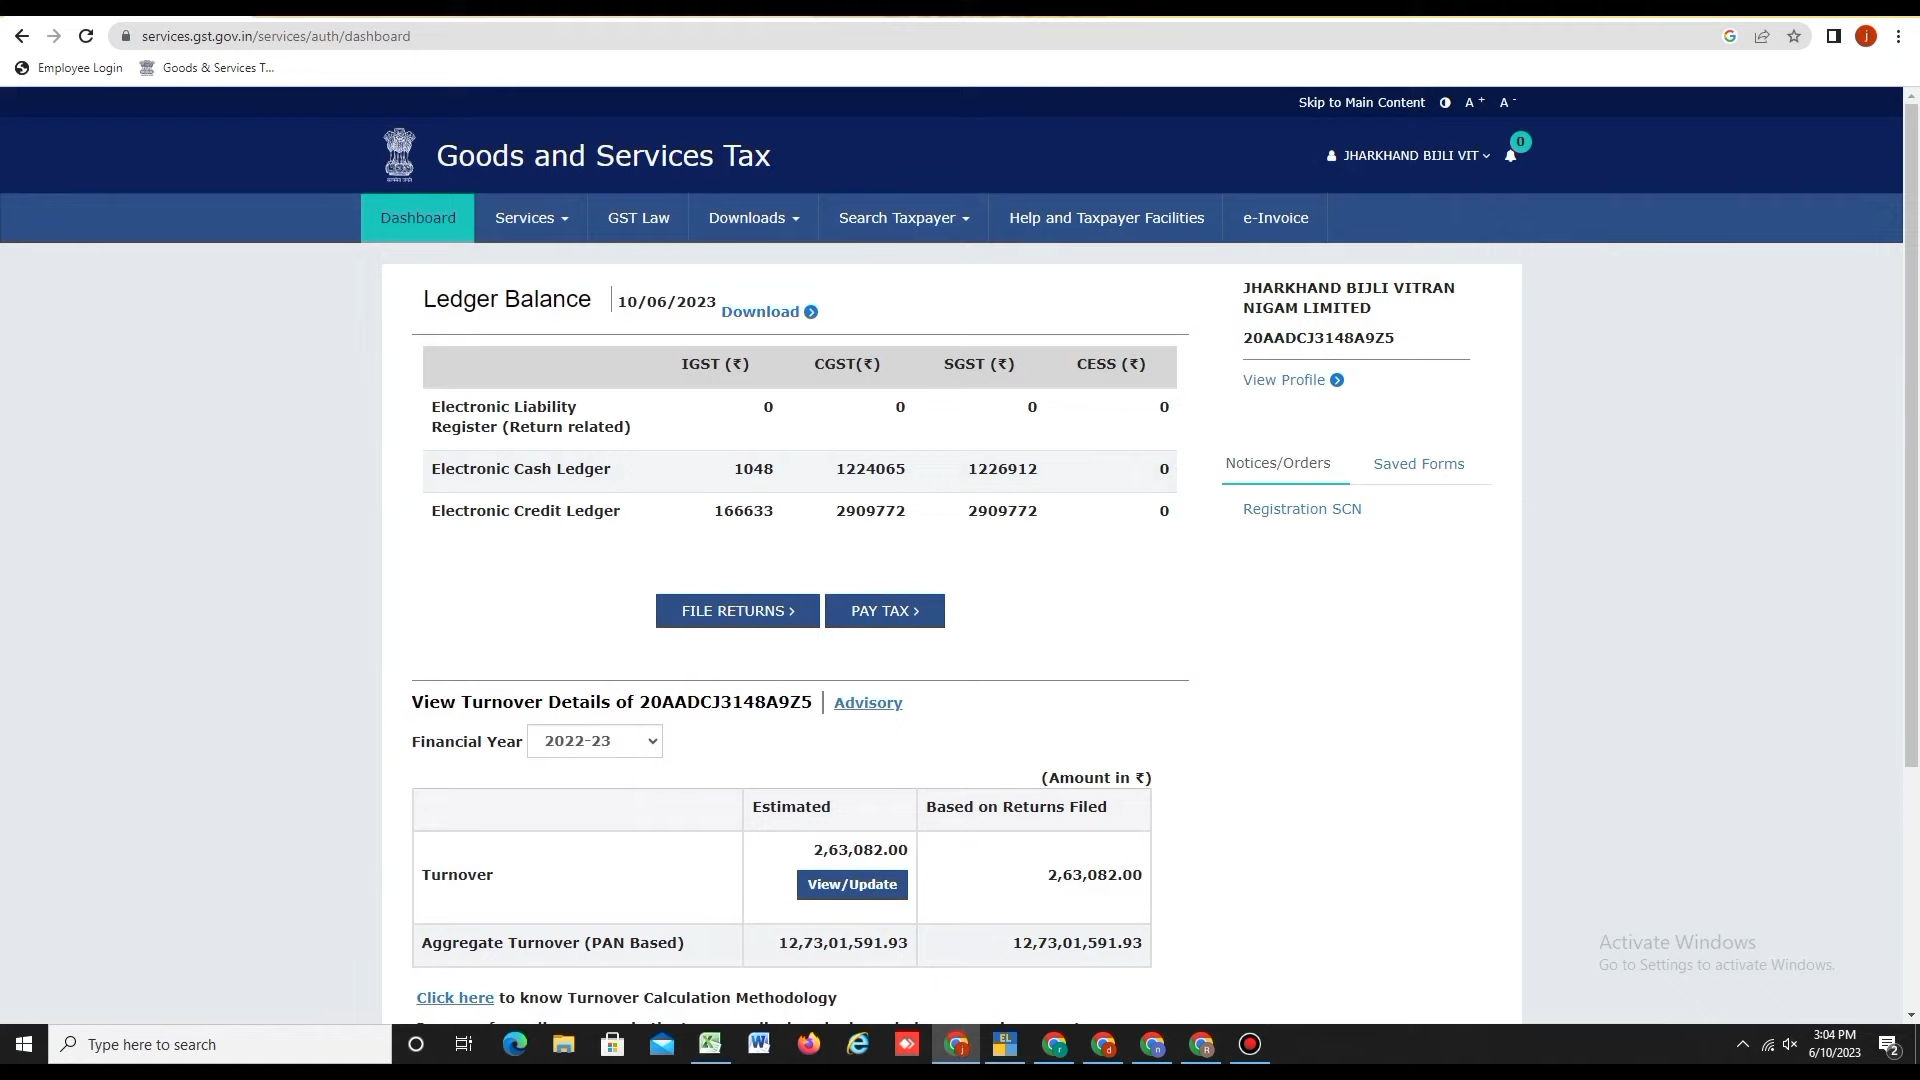 services.gst.gov.in/services/auth/dashboard
j
Employee Login
Goods & Services T...
Skip to Main Content A+ A-
Goods and Services Tax
JHARKHAND BIJLI VIT
0
Dashboard Services GST Law Downloads Search Taxpayer Help and Taxpayer Facilities e-Invoice
Ledger Balance 10/06/2023 Download
IGST (₹) CGST(₹) SGST (₹) CESS (₹)
Electronic Liability
Register (Return related) 0 0 0 0
Electronic Cash Ledger 1048 1224065 1226912 0
Electronic Credit Ledger 166633 2909772 2909772 0
FILE RETURNS > PAY TAX >
JHARKHAND BIJLI VITRAN
NIGAM LIMITED
20AADCJ3148A9Z5
View Profile
Notices/Orders Saved Forms
Registration SCN
View Turnover Details of 20AADCJ3148A9Z5 Advisory
Financial Year 2022-23
(Amount in ₹)
Estimated Based on Returns Filed
Turnover 2,63,082.00 2,63,082.00
View/Update
Aggregate Turnover (PAN Based) 12,73,01,591.93 12,73,01,591.93
Click here to know Turnover Calculation Methodology
Activate Windows
Go to Settings to activate Windows.
Type here to search
3:04 PM
6/10/2023
2